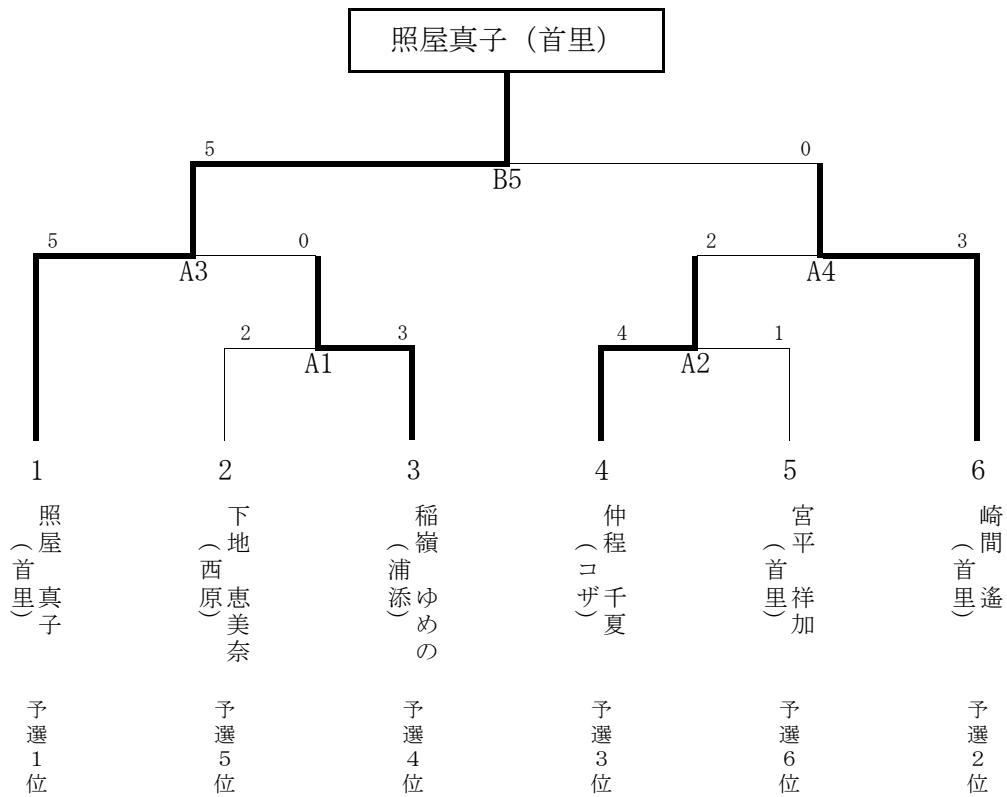 照屋真子（首里）
5 0
B5
5 0 2 3
A3 A4
2 3 4 1
A1 A2
1 2 3 4 5 6
照屋 真子
（首里）
下地 恵美奈
（西原）
稲嶺 ゆめの
（浦添）
仲程 千夏
（コザ）
宮平 祥加
（首里）
崎間 遙
（首里）
予選１位
予選５位
予選４位
予選３位
予選６位
予選２位